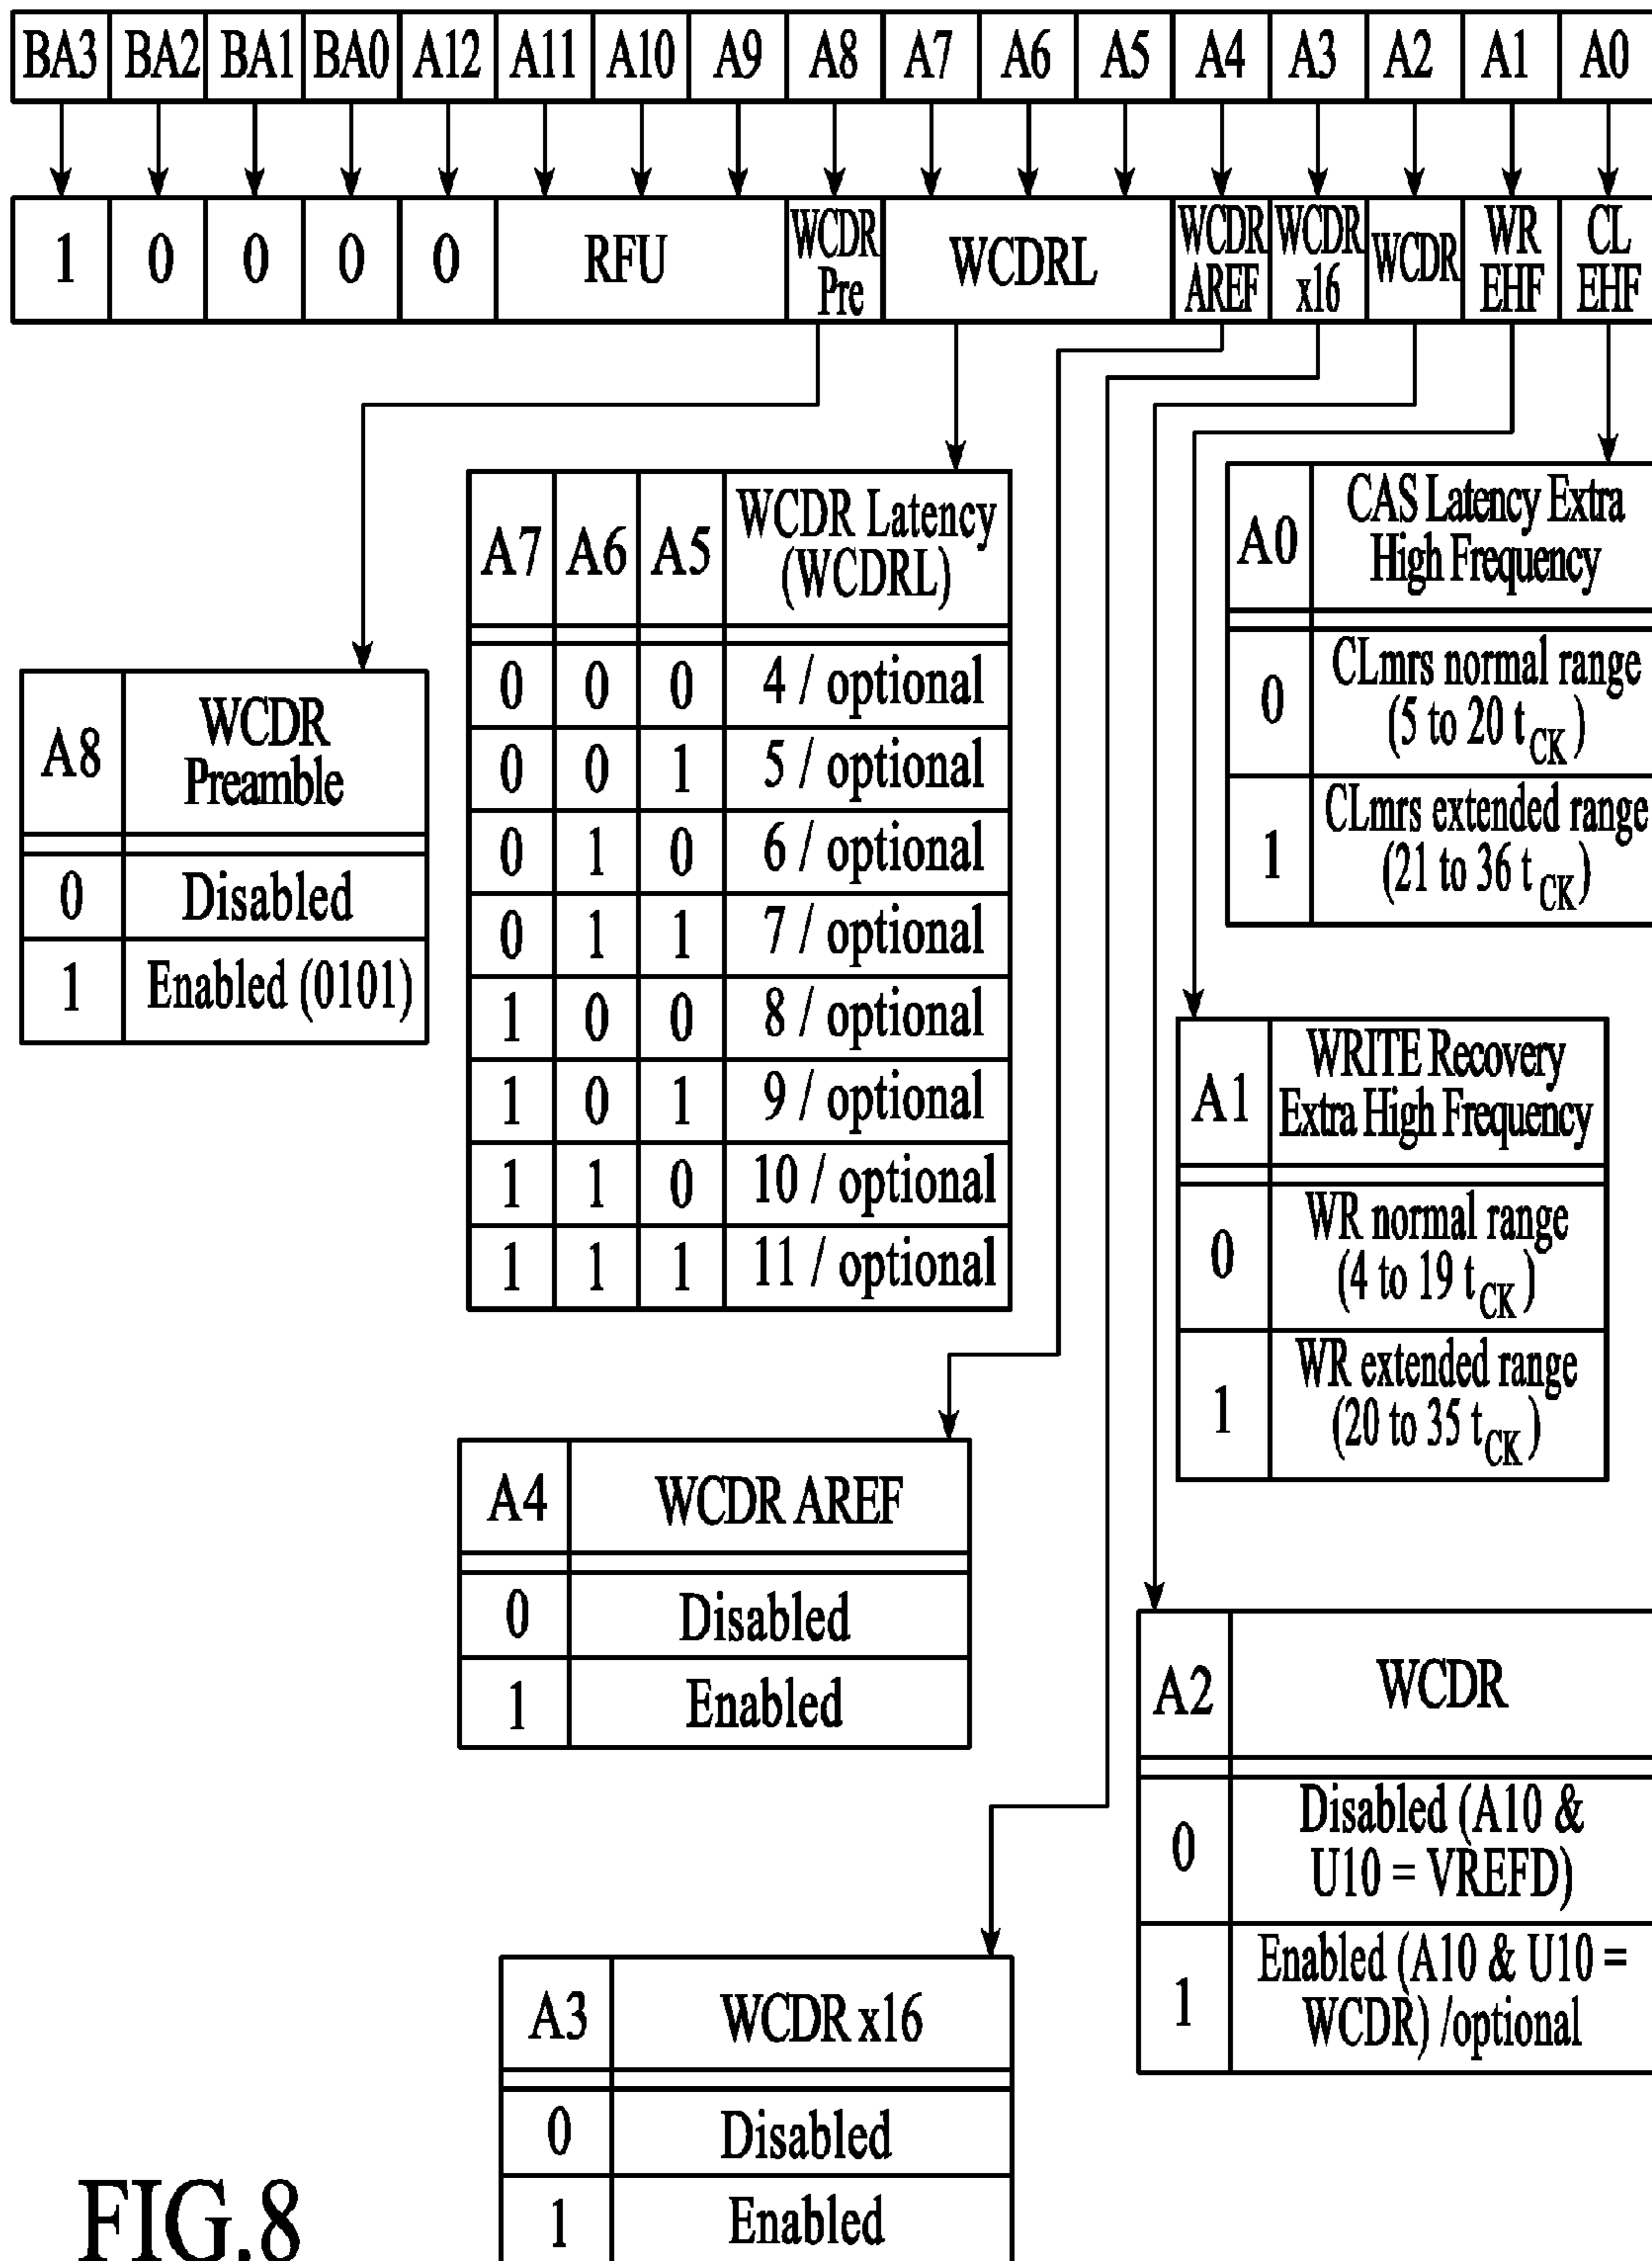 BA3 BA2 BA1 BA0 A12 A11 A10 A9 A8 A7 A6 A5 A4 A3 A2 A1 A0
1 0 0 0 0 RFU WCDR Pre WCDRL WCDR AREF WCDR x16 WCDR WR EHF CL EHF
A8 WCDR
Preamble
0 Disabled
1 Enabled (0101)
A7 A6 A5 WCDR Latency
(WCDRL)
0 0 0 4 / optional
0 0 1 5 / optional
0 1 0 6 / optional
0 1 1 7 / optional
1 0 0 8 / optional
1 0 1 9 / optional
1 1 0 10 / optional
1 1 1 11 / optional
A0 CAS Latency Extra
High Frequency
0 CLmrs normal range
(5 to 20 tCK)
1 CLmrs extended range
(21 to 36 tCK)
A1 WRITE Recovery
Extra High Frequency
0 WR normal range
(4 to 19 tCK)
1 WR extended range
(20 to 35 tCK)
A4 WCDR AREF
0 Disabled
1 Enabled
A2 WCDR
0 Disabled (A10 &
U10 = VREFD)
1 Enabled (A10 & U10 =
WCDR) /optional
A3 WCDR x16
0 Disabled
1 Enabled
FIG.8